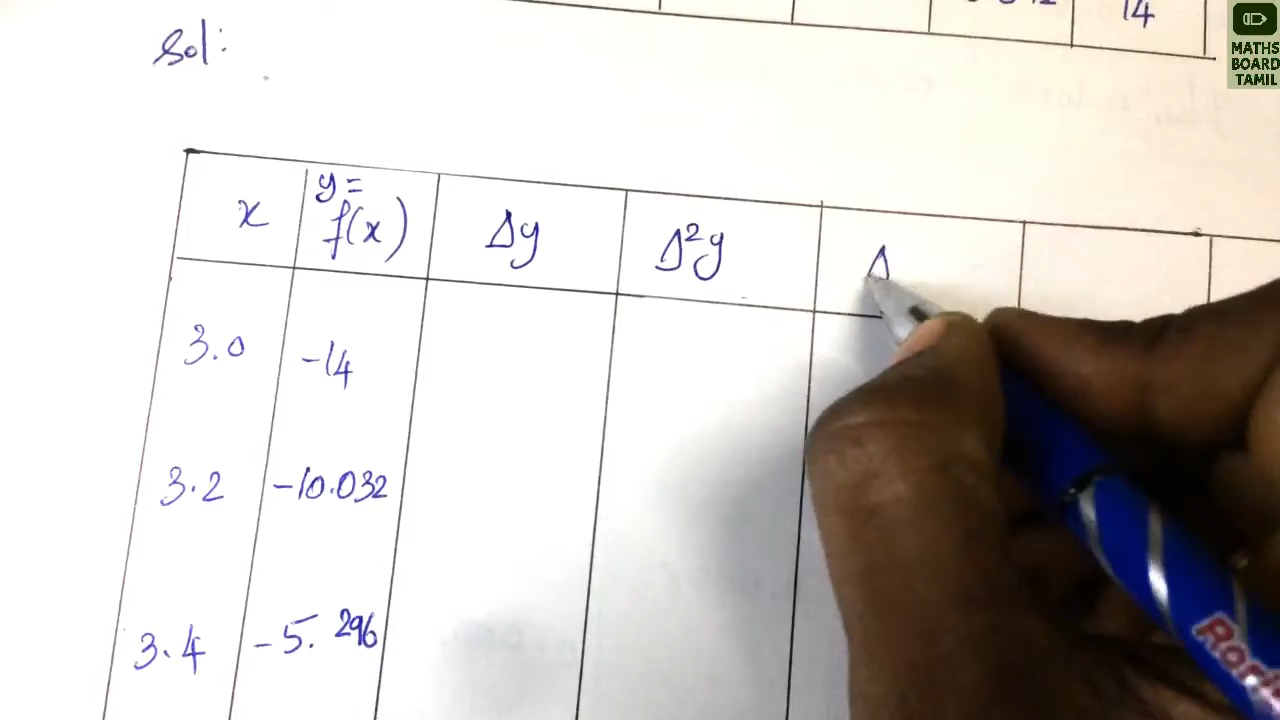 14
Sol:
MATHS
BOARD
TAMIL
x y = f(x) Δy Δ²y Δ
3.0 -14
3.2 -10.032
3.4 -5.296